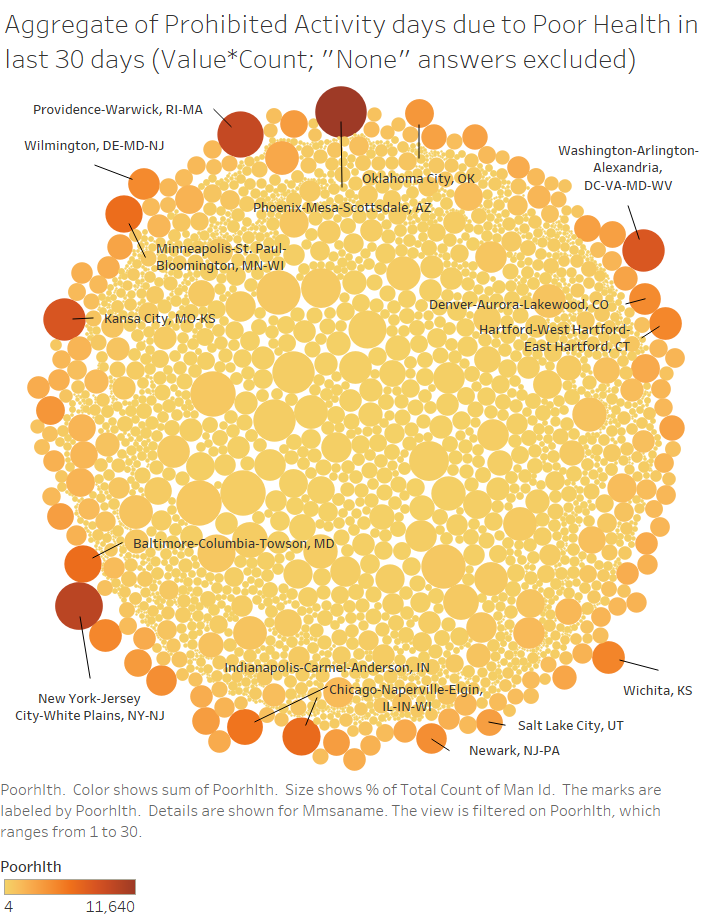 Aggregate of Prohibited Activity days due to Poor Health in
last 30 days (Value*Count; "None" answers excluded)
Providence-Warwick, RI-MA
Wilmington, DE-MD-NJ
Washington-Arlington-
Alexandria,
DC-VA-MD-WV
Oklahoma City, OK
Phoenix-Mesa-Scottsdale, AZ
Minneapolis-St. Paul-
Bloomington, MN-WI
Denver-Aurora-Lakewood, CO
Kansa City, MO-KS
Hartford-West Hartford-
East Hartford, CT
Baltimore-Columbia-Towson, MD
Indianapolis-Carmel-Anderson, IN
Chicago-Naperville-Elgin,
IL-IN-WI
Wichita, KS
New York-Jersey
City-White Plains, NY-NJ
Salt Lake City, UT
Newark, NJ-PA
Poorhlth.  Color shows sum of Poorhlth.  Size shows % of Total Count of Man Id.  The marks are
labeled by Poorhlth.  Details are shown for Mmsaname. The view is filtered on Poorhlth, which
ranges from 1 to 30.
Poorhlth
4 11,640